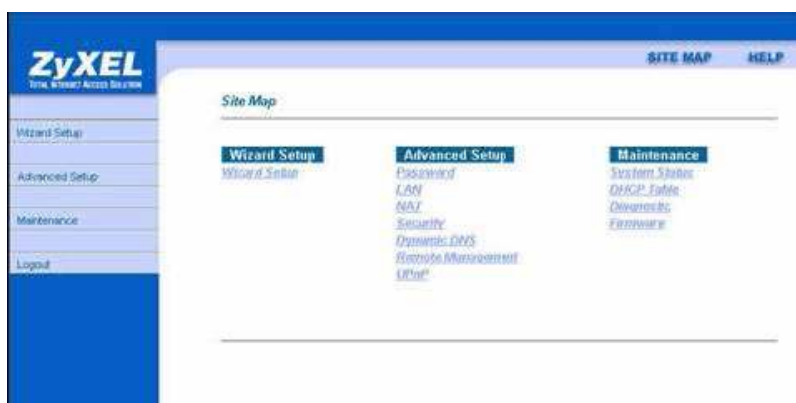 SITE MAP HELP
ZyXEL
TOTAL INTERNET ACCESS SOLUTION
Site Map
Wizard Setup
Advanced Setup
Maintenance
Logout
Wizard Setup
Wizard Setup
Advanced Setup
Password
LAN
NAT
Security
Dynamic DNS
Remote Management
UPnP
Maintenance
System Status
DHCP Table
Diagnostic
Firmware